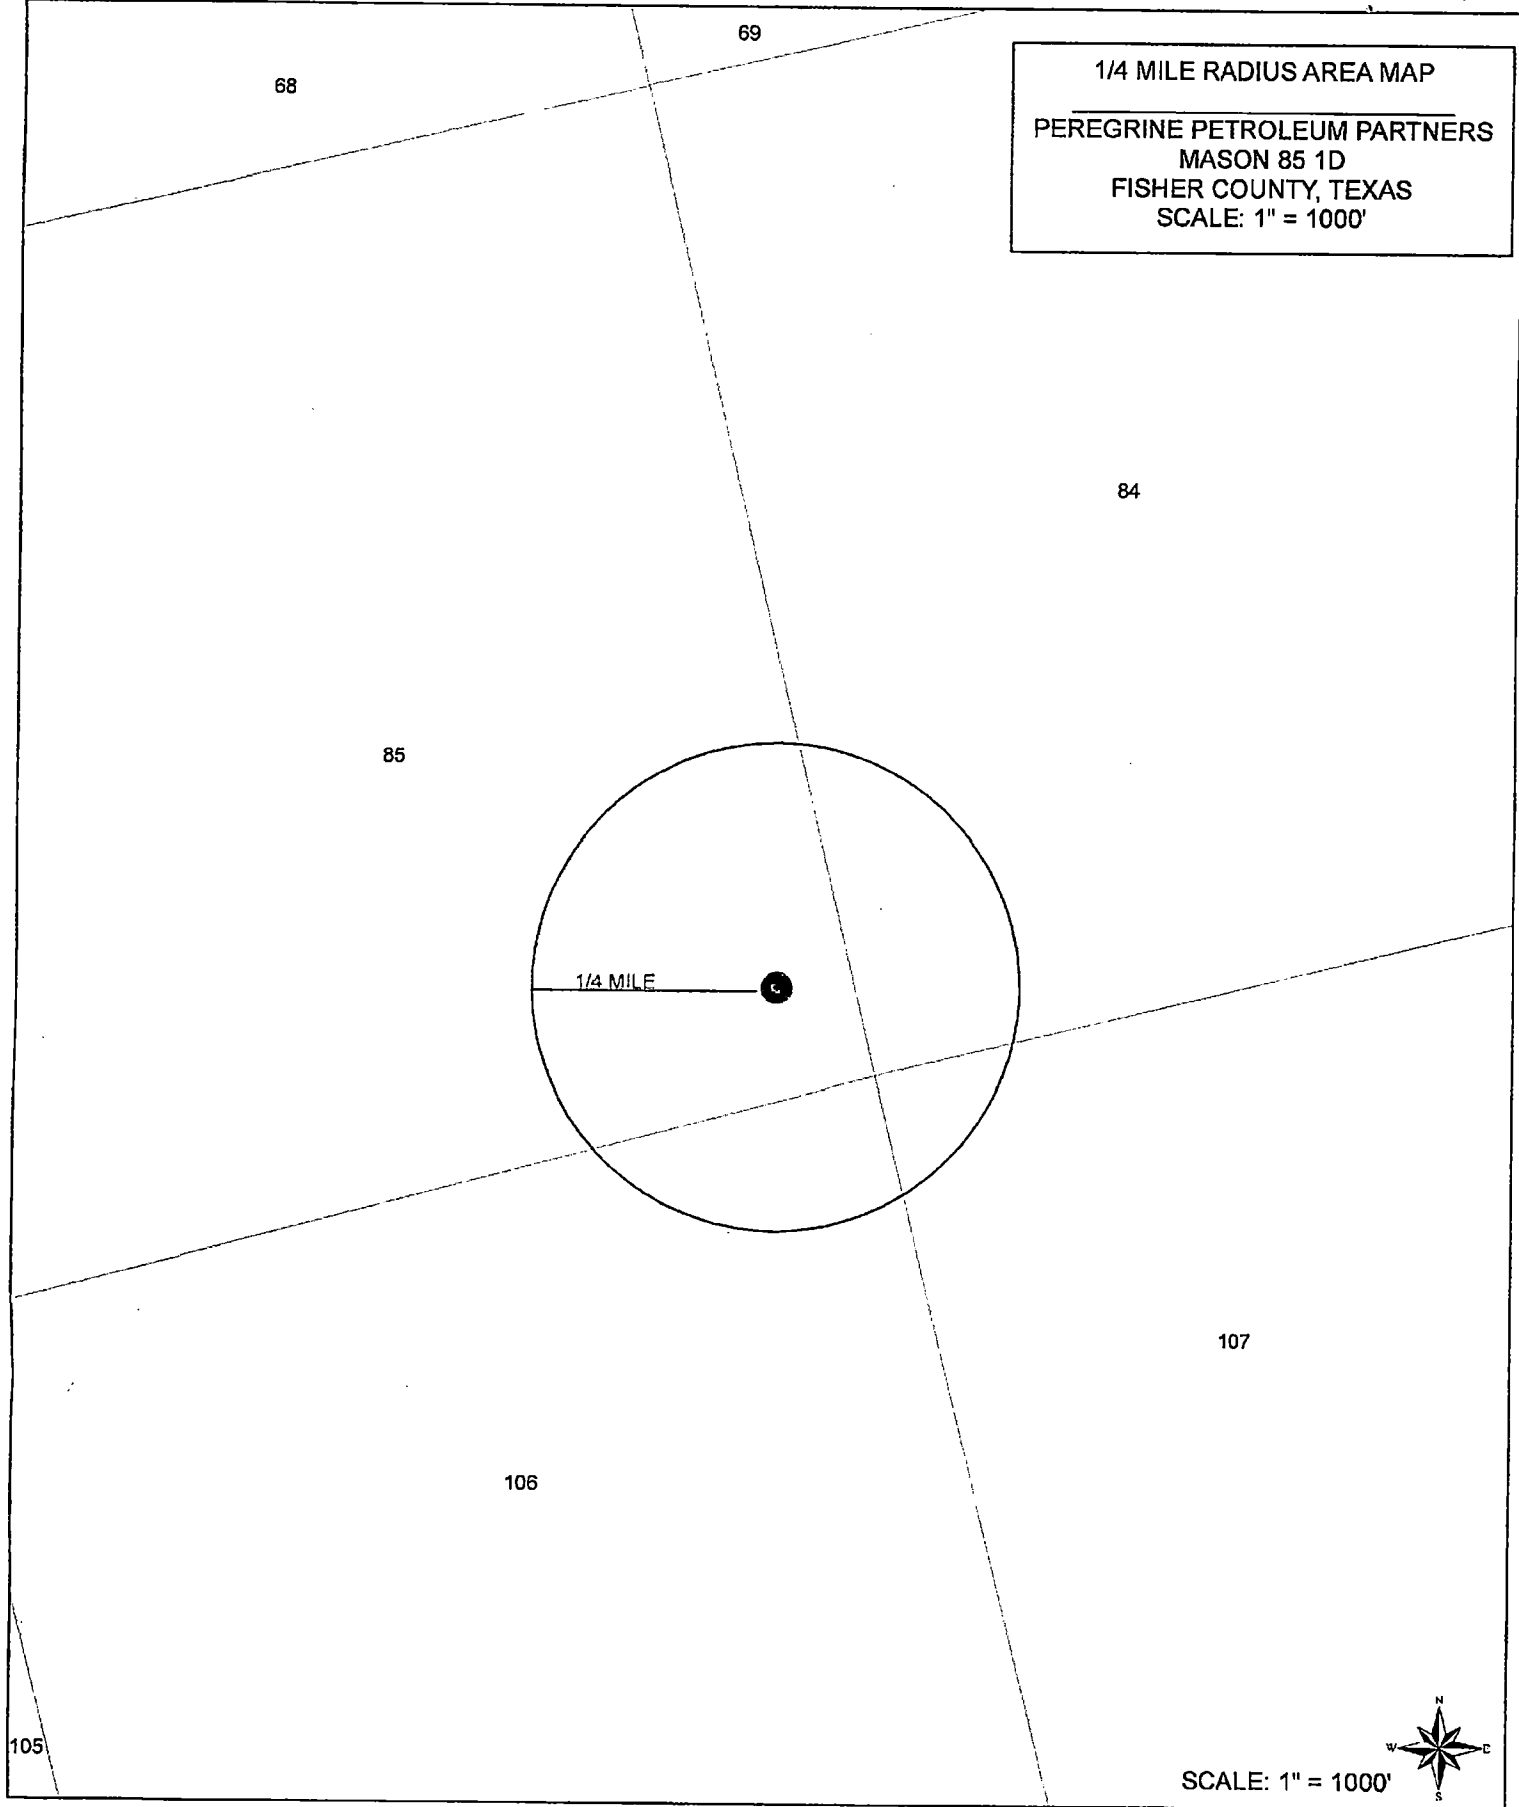 69
68
1/4 MILE RADIUS AREA MAP
PEREGRINE PETROLEUM PARTNERS
MASON 85 1D
FISHER COUNTY, TEXAS
SCALE: 1" = 1000'
84
85
1/4 MILE
107
106
105
N
W E
S
SCALE: 1" = 1000'